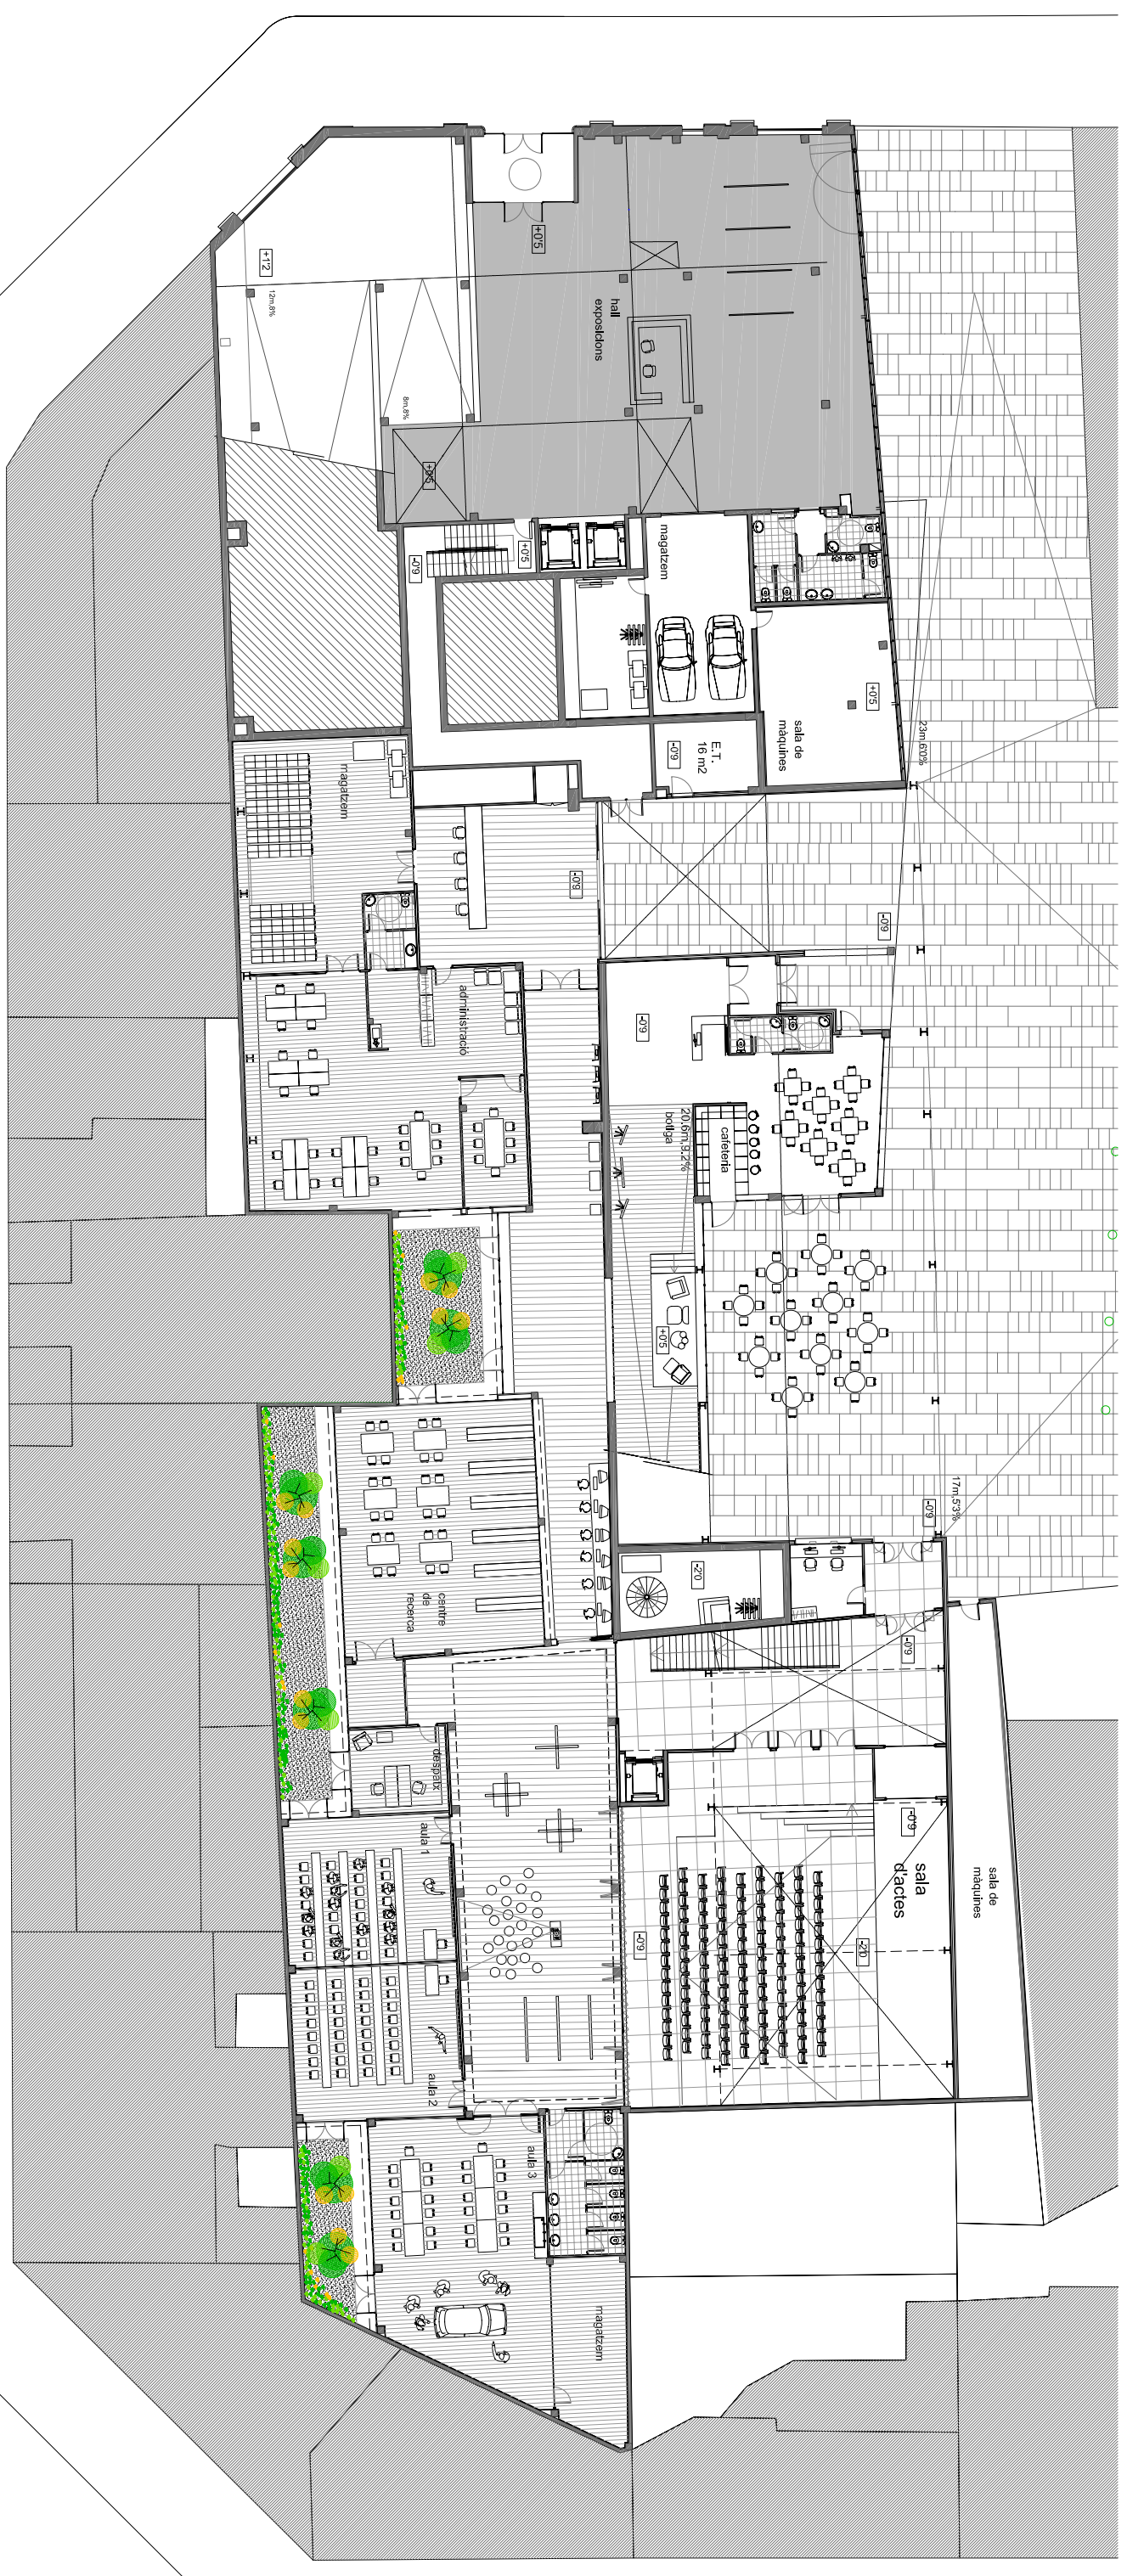 +0'5
+1'2
12m,8%
hall
exposicions
8m,8%
+0'5
+0'5
-0'9
magatzem
+0'5
sala de
màquines
23m,6'0%
E.T.
16 m2
-0'9
magatzem
-0'9
-0'9
administració
-0'9
20,6m,9.2%
botiga
cafeteria
+0'5
17m,5'3%
-0'9
centre
de
recerca
-2'0
-0'9
despatx
aula 1
-0'9
sala
d'actes
sala de
màquines
-0'9
-2'0
aula 2
aula 3
magatzem